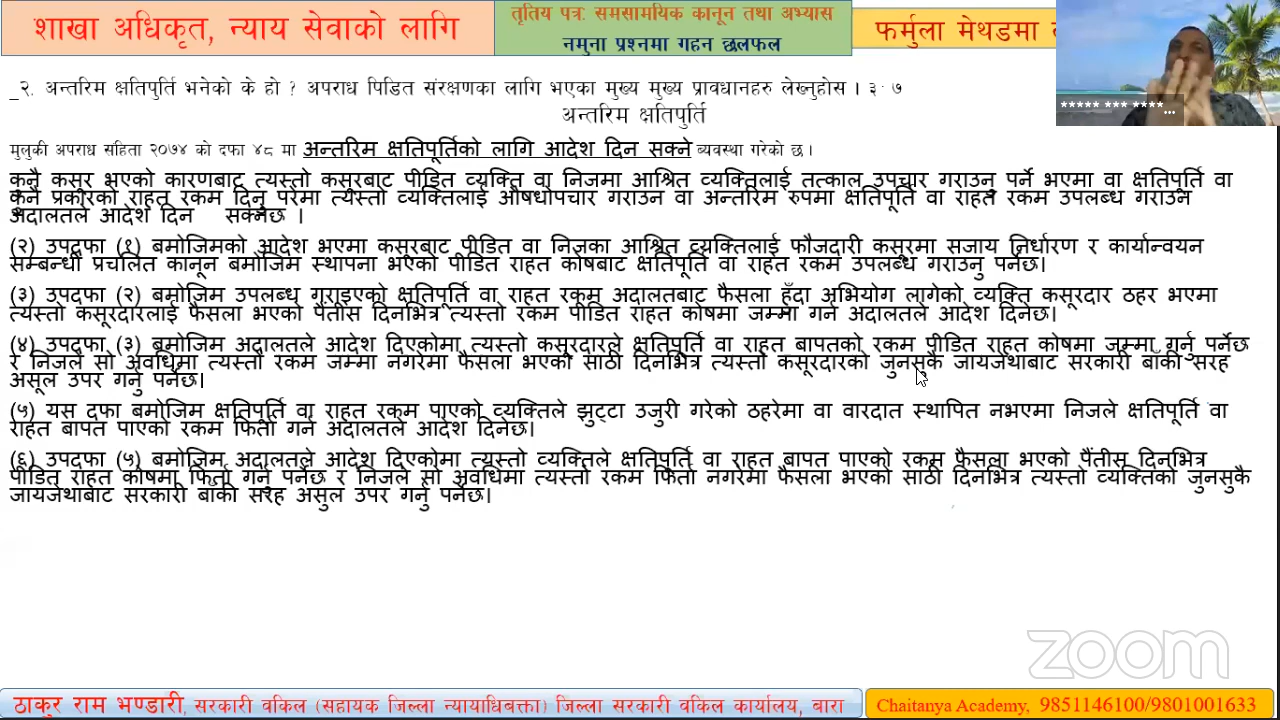 शाखा अधिकृत, न्याय सेवाको लागि
तृतिय पत्र: समसामयिक कानून तथा अभ्यास
नमुना प्रश्नमा गहन छलफल
फर्मुला मेथडमा
***** *** ****...
_२. अन्तरिम क्षतिपुर्ति भनेको के हो ? अपराध पिडित संरक्षणका लागि भएका मुख्य मुख्य प्रावधानहरु लेख्नुहोस । ३ ७
अन्तरिम क्षतिपुर्ति
मुलुकी अपराध संहिता २०७४ को दफा ४८ मा अन्तरिम क्षतिपूर्तिको लागि आदेश दिन सक्ने व्यवस्था गरेको छ ।
कुनै कसूर भएको कारणबाट त्यस्तो कसूरबाट पीडित व्यक्ति वा निजमा आश्रित व्यक्तिलाई तत्काल उपचार गराउनु पर्ने भएमा वा क्षतिपूर्ति वा
कुनै प्रकारको राहत रकम दिनु परेमा त्यस्तो व्यक्तिलाई औषधोपचार गराउन वा अन्तरिम रुपमा क्षतिपूर्ति वा राहत रकम उपलब्ध गराउन
अदालतले आदेश दिन सक्नेछ ।
(२) उपदफा (१) बमोजिमको आदेश भएमा कसूरबाट पीडित वा निजका आश्रित व्यक्तिलाई फौजदारी कसूरमा सजाय निर्धारण र कार्यान्वयन
सम्बन्धी प्रचलित कानून बमोजिम स्थापना भएको पीडित राहत कोषबाट क्षतिपूर्ति वा राहत रकम उपलब्ध गराउनु पर्नेछ।
(३) उपदफा (२) बमोजिम उपलब्ध गराइएको क्षतिपूर्ति वा राहत रकम अदालतबाट फैसला हुँदा अभियोग लागेको व्यक्ति कसूरदार ठहर भएमा
त्यस्तो कसूरदारलाई फैसला भएको पैंतीस दिनभित्र त्यस्तो रकम पीडित राहत कोषमा जम्मा गर्न अदालतले आदेश दिनेछ।
(४) उपदफा (३) बमोजिम अदालतले आदेश दिएकोमा त्यस्तो कसूरदारले क्षतिपूर्ति वा राहत बापतको रकम पीडित राहत कोषमा जम्मा गर्नु पर्नेछ
र निजले सो अवधिमा त्यस्तो रकम जम्मा नगरेमा फैसला भएको साठी दिनभित्र त्यस्तो कसूरदारको जुनसुकै जायजेथाबाट सरकारी बाँकी सरह
असूल उपर गर्नु पर्नेछ।
(५) यस दफा बमोजिम क्षतिपूर्ति वा राहत रकम पाएको व्यक्तिले झुट्टा उजुरी गरेको ठहरेमा वा वारदात स्थापित नभएमा निजले क्षतिपूर्ति वा
राहत बापत पाएको रकम फिर्ता गर्न अदालतले आदेश दिनेछ।
(६) उपदफा (५) बमोजिम अदालतले आदेश दिएकोमा त्यस्तो व्यक्तिले क्षतिपूर्ति वा राहत बापत पाएको रकम फैसला भएको पैंतीस दिनभित्र
पीडित राहत कोषमा फिर्ता गर्नु पर्नेछ र निजले सो अवधिमा त्यस्तो रकम फिर्ता नगरेमा फैसला भएको साठी दिनभित्र त्यस्तो व्यक्तिको जुनसुकै
जायजेथाबाट सरकारी बाँकी सरह असुल उपर गर्नु पर्नेछ।
zoom
ठाकुर राम भण्डारी, सरकारी वकिल (सहायक जिल्ला न्यायाधिबक्ता) जिल्ला सरकारी वकिल कार्यालय, बारा
Chaitanya Academy, 9851146100/9801001633